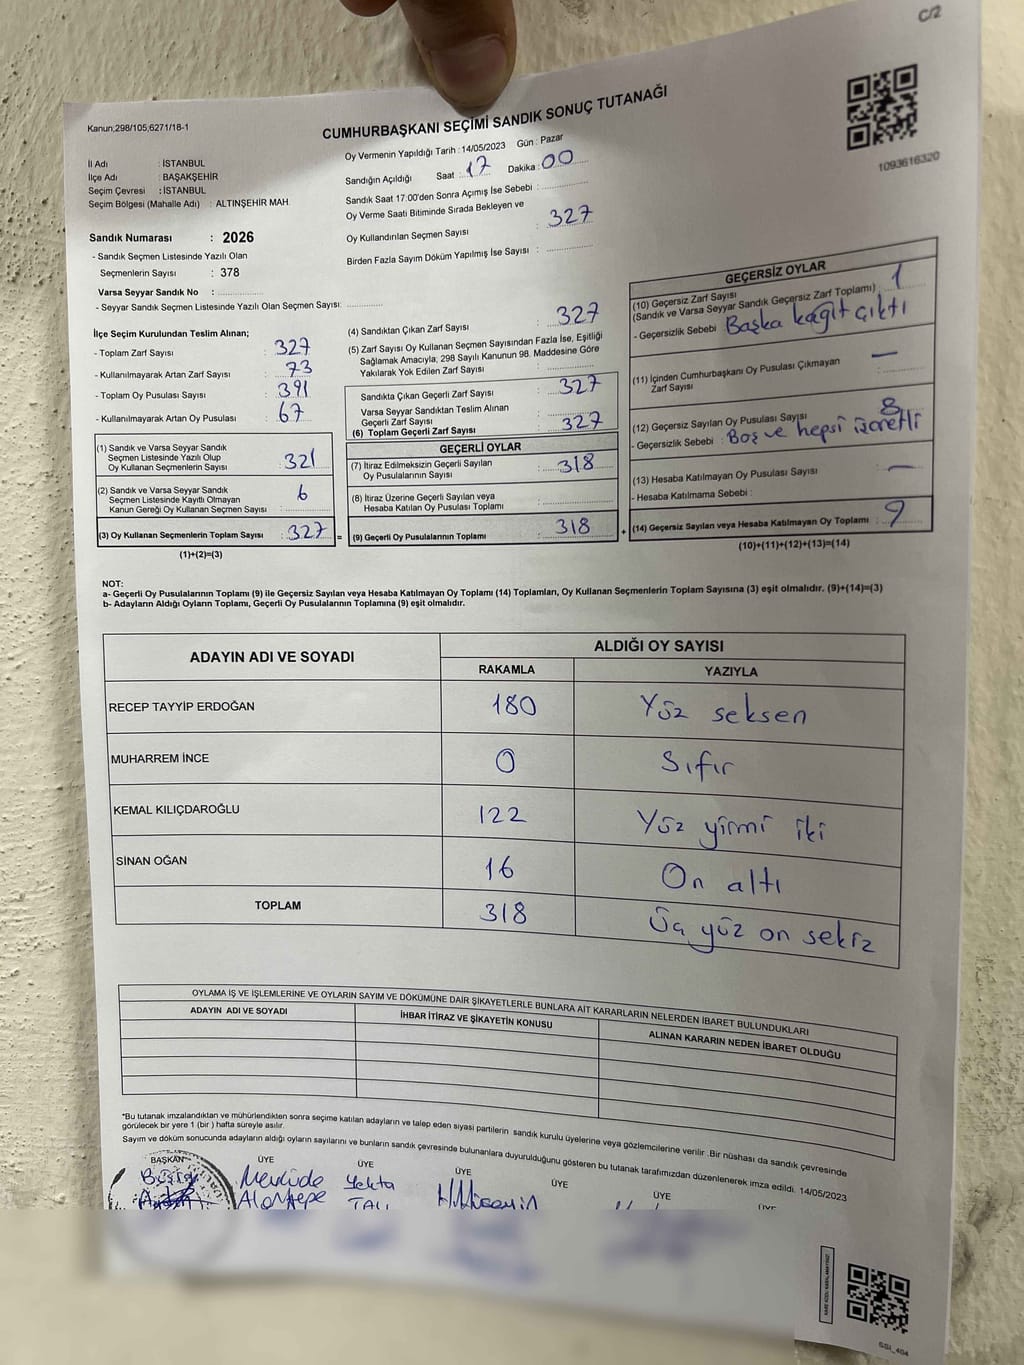 C/2
Kanun;298/105,6271/18-1
CUMHURBAŞKANI SEÇİMİ SANDIK SONUÇ TUTANAĞI
1093616320
İl Adı : İSTANBUL
İlçe Adı : BAŞAKŞEHİR
Seçim Çevresi : İSTANBUL
Seçim Bölgesi (Mahalle Adı) : ALTINŞEHİR MAH.
Oy Vermenin Yapıldığı Tarih : 14/05/2023 Gün : Pazar
Sandığın Açıldığı Saat : 17 Dakika : 00
Sandık Saat 17:00'den Sonra Açmış İse Sebebi :
Oy Verme Saati Bitiminde Sırada Bekleyen ve
Oy Kullandırılan Seçmen Sayısı : 327
Birden Fazla Sayım Döküm Yapılmış İse Sayısı :
Sandık Numarası : 2026
- Sandık Seçmen Listesinde Yazılı Olan
Seçmenlerin Sayısı : 378
Varsa Seyyar Sandık No :
- Seyyar Sandık Seçmen Listesinde Yazılı Olan Seçmen Sayısı:
İlçe Seçim Kurulundan Teslim Alınan;
- Toplam Zarf Sayısı : 327
- Kullanılmayarak Artan Zarf Sayısı : 73
- Toplam Oy Pusulası Sayısı : 391
- Kullanılmayarak Artan Oy Pusulası : 67
(1) Sandık ve Varsa Seyyar Sandık
Seçmen Listesinde Yazılı Olup
Oy Kullanan Seçmenlerin Sayısı : 321
(2) Sandık ve Varsa Seyyar Sandık
Seçmen Listesinde Kayıtlı Olmayan
Kanun Gereği Oy Kullanan Seçmen Sayısı : 6
(3) Oy Kullanan Seçmenlerin Toplam Sayısı : 327 =
(1)+(2)=(3)
(4) Sandıktan Çıkan Zarf Sayısı : 327
(5) Zarf Sayısı Oy Kullanan Seçmen Sayısından Fazla İse, Eşitliği
Sağlamak Amacıyla, 298 Sayılı Kanunun 98. Maddesine Göre
Yakılarak Yok Edilen Zarf Sayısı :
Sandıkta Çıkan Geçerli Zarf Sayısı : 327
Varsa Seyyar Sandıktan Teslim Alınan
Geçerli Zarf Sayısı :
(6) Toplam Geçerli Zarf Sayısı : 327
GEÇERLİ OYLAR
(7) İtiraz Edilmeksizin Geçerli Sayılan
Oy Pusulalarının Sayısı : 318
(8) İtiraz Üzerine Geçerli Sayılan veya
Hesaba Katılan Oy Pusulası Toplamı :
(9) Geçerli Oy Pusulalarının Toplamı : 318 +
GEÇERSİZ OYLAR
(10) Geçersiz Zarf Sayısı 1
(Sandık ve Varsa Seyyar Sandık Geçersiz Zarf Toplamı) :
- Geçersizlik Sebebi : Başka kağıt çıktı
(11) İçinden Cumhurbaşkanı Oy Pusulası Çıkmayan
Zarf Sayısı : —
(12) Geçersiz Sayılan Oy Pusulası Sayısı : 8
- Geçersizlik Sebebi : Boş ve hepsi işaretli
(13) Hesaba Katılmayan Oy Pusulası Sayısı : —
- Hesaba Katılmama Sebebi :
(14) Geçersiz Sayılan veya Hesaba Katılmayan Oy Toplamı : 9
(10)+(11)+(12)+(13)=(14)
NOT:
a- Geçerli Oy Pusulalarının Toplamı (9) ile Geçersiz Sayılan veya Hesaba Katılmayan Oy Toplamı (14) Toplamları, Oy Kullanan Seçmenlerin Toplam Sayısına (3) eşit olmalıdır. (9)+(14)=(3)
b- Adayların Aldığı Oyların Toplamı, Geçerli Oy Pusulalarının Toplamına (9) eşit olmalıdır.
ADAYIN ADI VE SOYADI ALDIĞI OY SAYISI
RAKAMLA YAZIYLA
RECEP TAYYİP ERDOĞAN 180 Yüz seksen
MUHARREM İNCE 0 Sıfır
KEMAL KILIÇDAROĞLU 122 Yüz yirmi iki
SİNAN OĞAN 16 On altı
TOPLAM 318 Üç yüz on sekiz
OYLAMA İŞ VE İŞLEMLERİNE VE OYLARIN SAYIM VE DÖKÜMÜNE DAİR ŞİKAYETLERLE BUNLARA AİT KARARLARIN NELERDEN İBARET BULUNDUKLARI
ADAYIN ADI VE SOYADI İHBAR İTİRAZ VE ŞİKAYETİN KONUSU ALINAN KARARIN NEDEN İBARET OLDUĞU
*Bu tutanak imzalandıktan ve mühürlendikten sonra seçime katılan adayların ve talep eden siyasi partilerin sandık kurulu üyelerine veya gözlemcilerine verilir .Bir nüshası da sandık çevresinde
görülecek bir yere 1 (bir ) hafta süreyle asılır.
Sayım ve döküm sonucunda adayların aldığı oyların sayılarını ve bunların sandık çevresinde bulunanlara duyurulduğunu gösteren bu tutanak tarafımızdan düzenlenerek imza edildi. 14/05/2023
BAŞKAN ÜYE ÜYE ÜYE ÜYE ÜYE ÜYE
Mevlüde Yekta Hüseyin